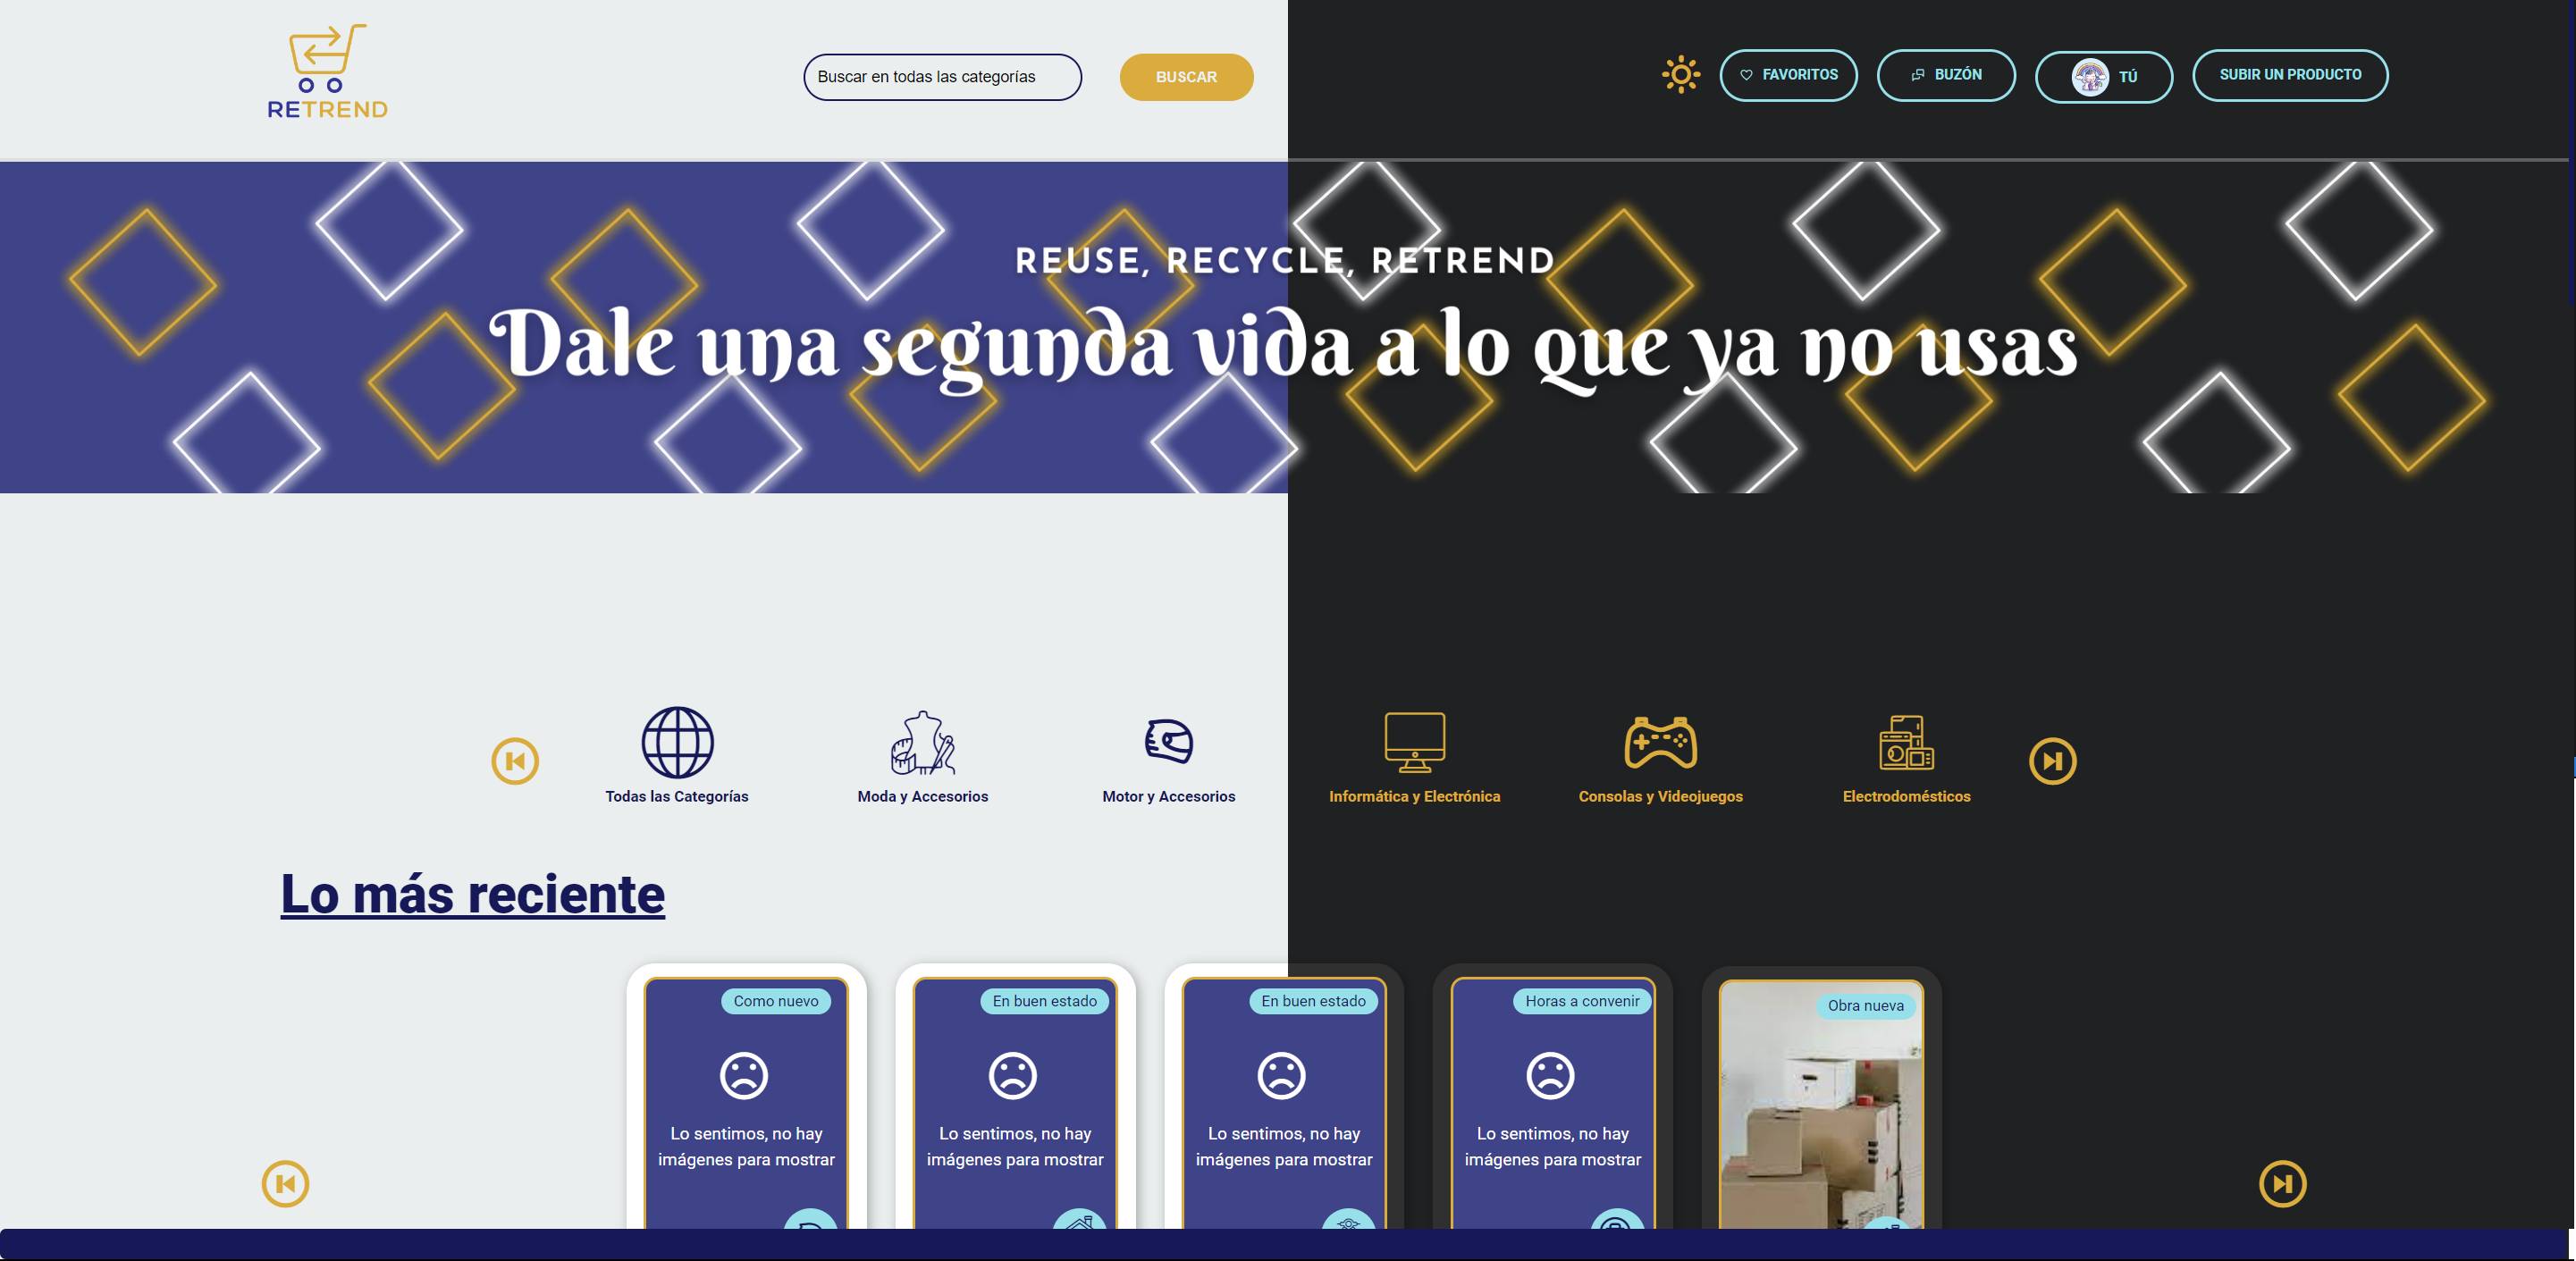 RETREND
Buscar en todas las categorías
BUSCAR
FAVORITOS
BUZÓN
TÚ
SUBIR UN PRODUCTO
REUSE, RECYCLE, RETREND
Dale una segunda vida a lo que ya no usas
Todas las Categorías
Moda y Accesorios
Motor y Accesorios
Informática y Electrónica
Consolas y Videojuegos
Electrodomésticos
Lo más reciente
Como nuevo
Lo sentimos, no hay
imágenes para mostrar
En buen estado
Lo sentimos, no hay
imágenes para mostrar
En buen estado
Lo sentimos, no hay
imágenes para mostrar
Horas a convenir
Lo sentimos, no hay
imágenes para mostrar
Obra nueva